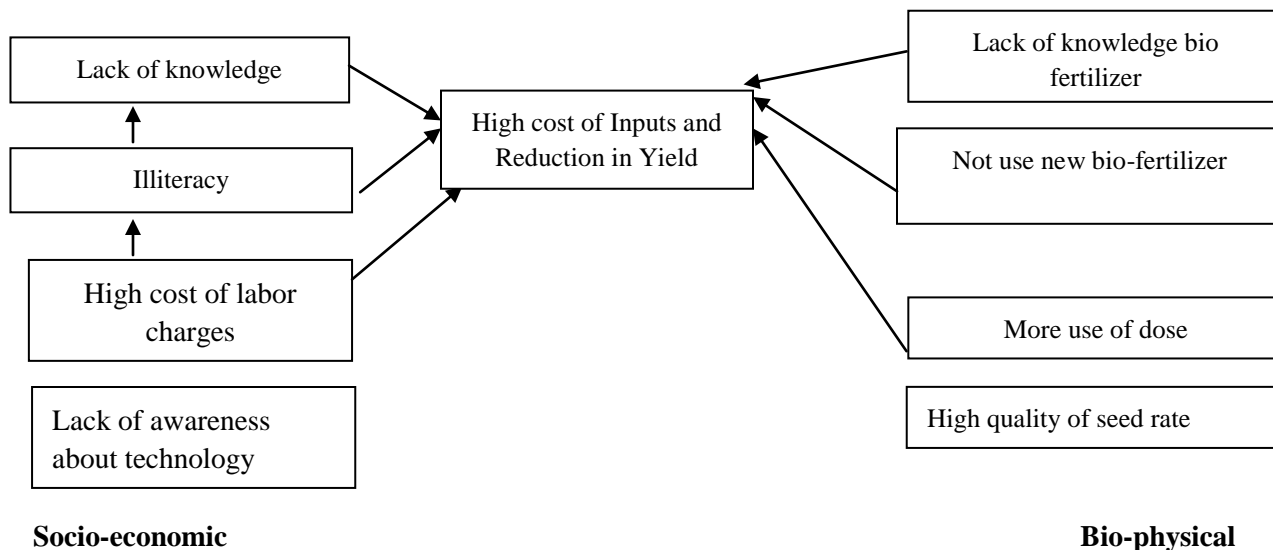 Lack of knowledge
Illiteracy
High cost of labor
charges
Lack of awareness
about technology
High cost of Inputs and
Reduction in Yield
Lack of knowledge bio
fertilizer
Not use new bio-fertilizer
More use of dose
High quality of seed rate
Socio-economic
Bio-physical